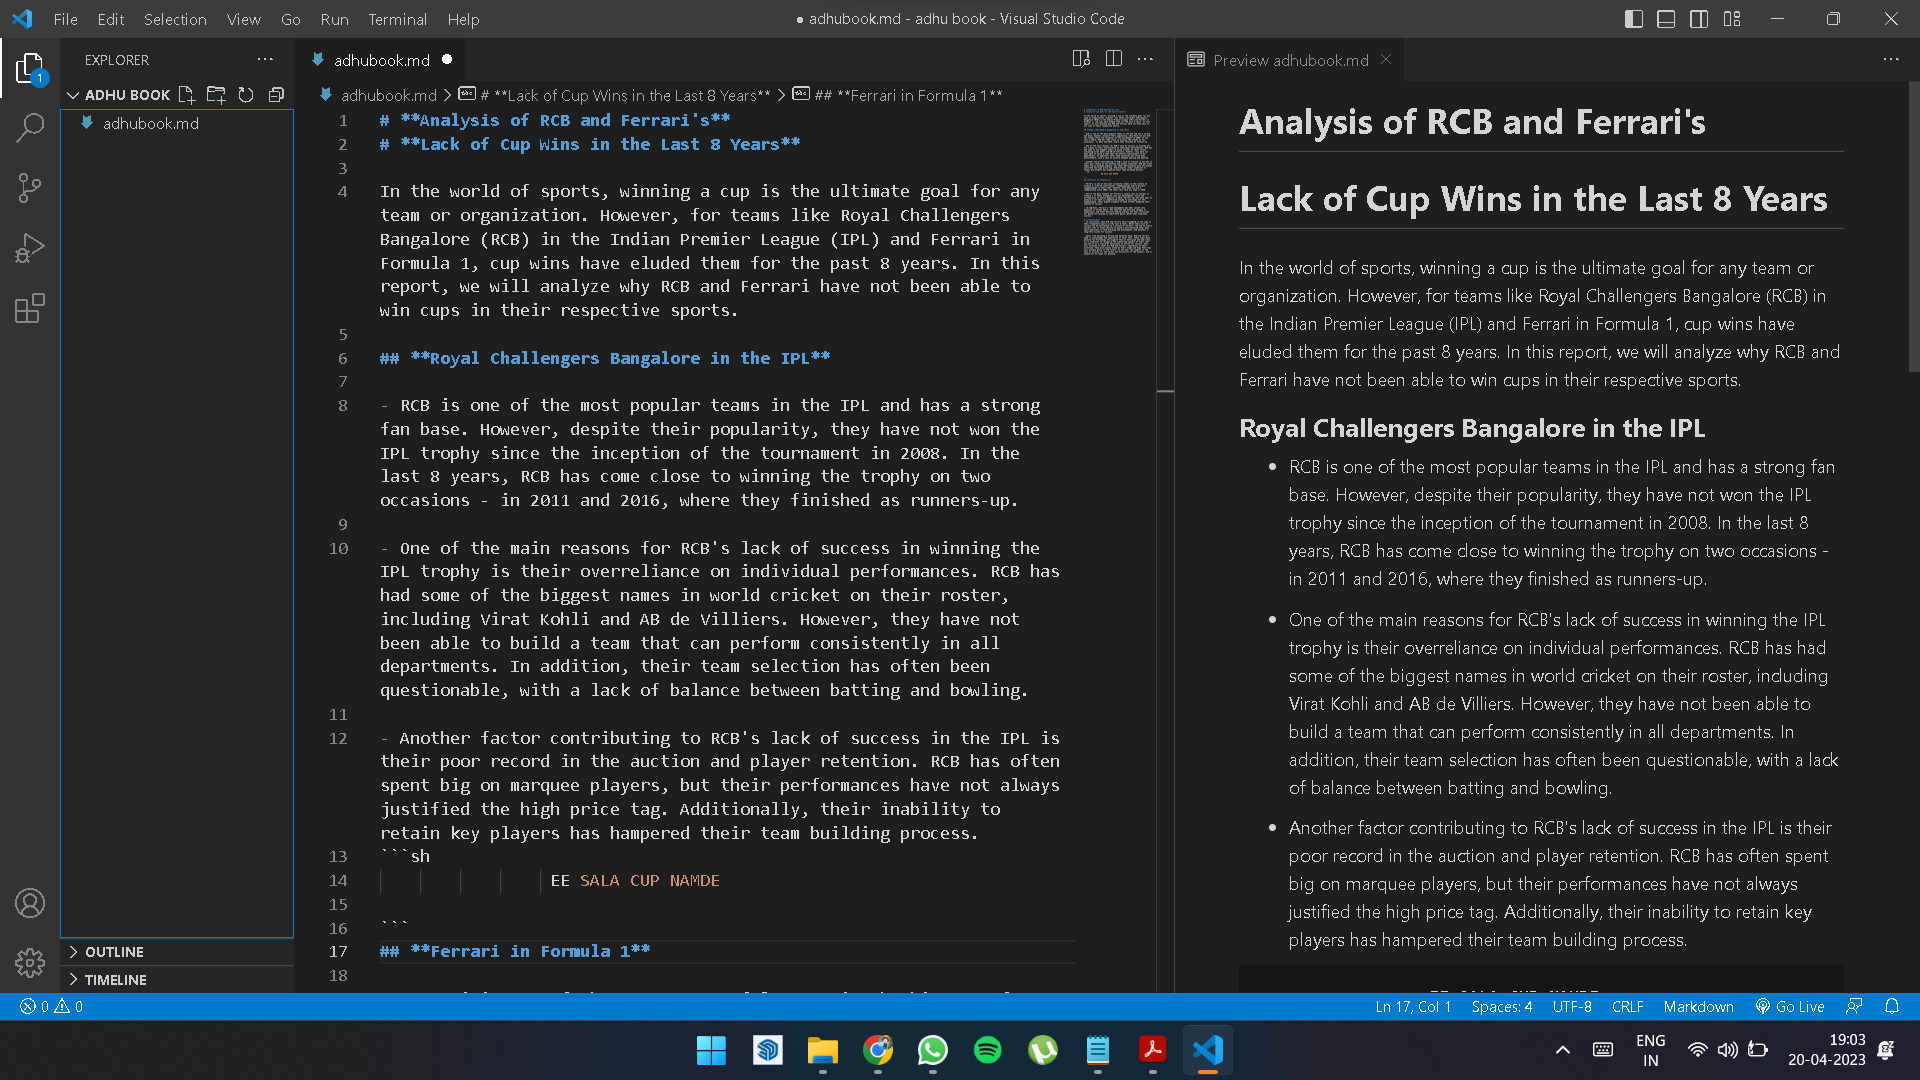 File Edit Selection View Go Run Terminal Help
● adhubook.md - adhu book - Visual Studio Code
EXPLORER
1
ADHU BOOK
adhubook.md
OUTLINE
TIMELINE
adhubook.md
adhubook.md > # **Lack of Cup Wins in the Last 8 Years** > ## **Ferrari in Formula 1**
1 # **Analysis of RCB and Ferrari's**
2 # **Lack of Cup Wins in the Last 8 Years**
3
4 In the world of sports, winning a cup is the ultimate goal for any
team or organization. However, for teams like Royal Challengers
Bangalore (RCB) in the Indian Premier League (IPL) and Ferrari in
Formula 1, cup wins have eluded them for the past 8 years. In this
report, we will analyze why RCB and Ferrari have not been able to
win cups in their respective sports.
5
6 ## **Royal Challengers Bangalore in the IPL**
7
8 - RCB is one of the most popular teams in the IPL and has a strong
fan base. However, despite their popularity, they have not won the
IPL trophy since the inception of the tournament in 2008. In the
last 8 years, RCB has come close to winning the trophy on two
occasions - in 2011 and 2016, where they finished as runners-up.
9
10 - One of the main reasons for RCB's lack of success in winning the
IPL trophy is their overreliance on individual performances. RCB has
had some of the biggest names in world cricket on their roster,
including Virat Kohli and AB de Villiers. However, they have not
been able to build a team that can perform consistently in all
departments. In addition, their team selection has often been
questionable, with a lack of balance between batting and bowling.
11
12 - Another factor contributing to RCB's lack of success in the IPL is
their poor record in the auction and player retention. RCB has often
spent big on marquee players, but their performances have not always
justified the high price tag. Additionally, their inability to
retain key players has hampered their team building process.
13 ```sh
14 EE SALA CUP NAMDE
15
16 ```
17 ## **Ferrari in Formula 1**
18
Preview adhubook.md
Analysis of RCB and Ferrari's
Lack of Cup Wins in the Last 8 Years
In the world of sports, winning a cup is the ultimate goal for any team or
organization. However, for teams like Royal Challengers Bangalore (RCB) in
the Indian Premier League (IPL) and Ferrari in Formula 1, cup wins have
eluded them for the past 8 years. In this report, we will analyze why RCB and
Ferrari have not been able to win cups in their respective sports.
Royal Challengers Bangalore in the IPL
• RCB is one of the most popular teams in the IPL and has a strong fan
base. However, despite their popularity, they have not won the IPL
trophy since the inception of the tournament in 2008. In the last 8
years, RCB has come close to winning the trophy on two occasions -
in 2011 and 2016, where they finished as runners-up.
• One of the main reasons for RCB's lack of success in winning the IPL
trophy is their overreliance on individual performances. RCB has had
some of the biggest names in world cricket on their roster, including
Virat Kohli and AB de Villiers. However, they have not been able to
build a team that can perform consistently in all departments. In
addition, their team selection has often been questionable, with a lack
of balance between batting and bowling.
• Another factor contributing to RCB's lack of success in the IPL is their
poor record in the auction and player retention. RCB has often spent
big on marquee players, but their performances have not always
justified the high price tag. Additionally, their inability to retain key
players has hampered their team building process.
0 0
Ln 17, Col 1 Spaces: 4 UTF-8 CRLF Markdown Go Live
ENG
IN
19:03
20-04-2023